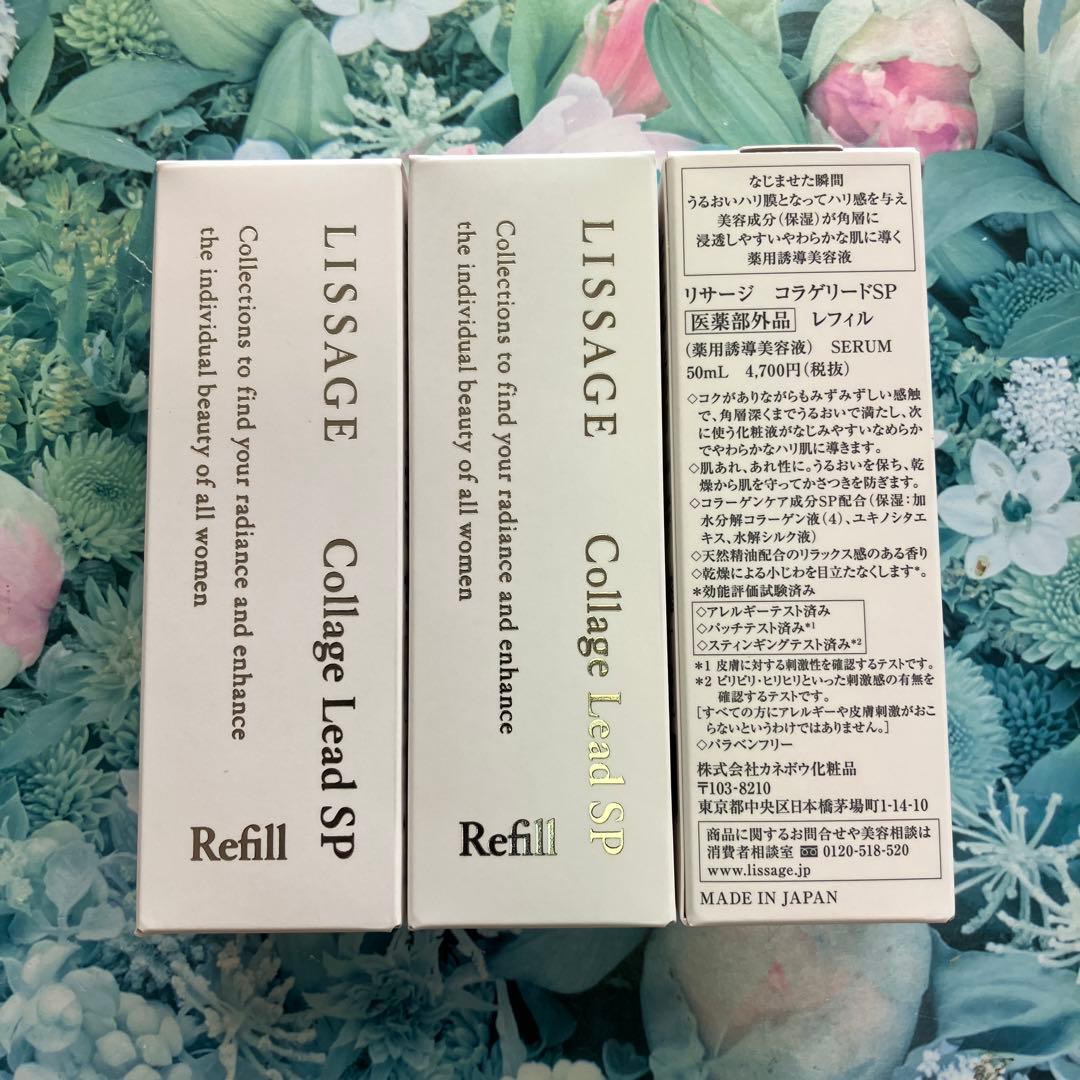 LISSAGE Collage Lead SP
Collections to find your radiance and enhance
the individual beauty of all women
Refill
LISSAGE Collage Lead SP
Collections to find your radiance and enhance
the individual beauty of all women
Refill
なじませた瞬間
うるおいハリ膜となってハリ感を与え
美容成分(保湿)が角層に
浸透しやすいやわらかな肌に導く
薬用誘導美容液
リサージ コラゲリードSP
医薬部外品 レフィル
(薬用誘導美容液) SERUM
50mL 4,700円(税抜)
◇コクがありながらもみずみずしい感触
で、角層深くまでうるおいで満たし、次
に使う化粧液がなじみやすいなめらか
でやわらかなハリ肌に導きます。
◇肌あれ、あれ性に。うるおいを保ち、乾
燥から肌を守ってかさつきを防ぎます。
◇コラーゲンケア成分SP配合(保湿:加
水分解コラーゲン液(4)、ユキノシタエ
キス、水解シルク液)
◇天然精油配合のリラックス感のある香り
◇乾燥による小じわを目立たなくします*。
*効能評価試験済み
◇アレルギーテスト済み
◇パッチテスト済み*1
◇スティンギングテスト済み*2
*1 皮膚に対する刺激性を確認するテストです。
*2 ピリピリ・ヒリヒリといった刺激感の有無を
確認するテストです。
[すべての方にアレルギーや皮膚刺激がおこ
らないというわけではありません。]
◇パラベンフリー
株式会社カネボウ化粧品
〒103-8210
東京都中央区日本橋茅場町1-14-10
商品に関するお問合せや美容相談は
消費者相談室 0120-518-520
www.lissage.jp
MADE IN JAPAN